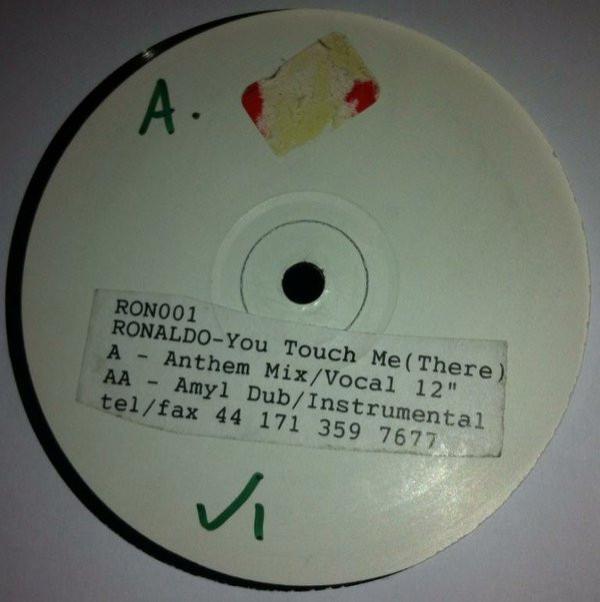 A.
RON001
RONALDO-You Touch Me(There)
A - Anthem Mix/Vocal 12"
AA - Amyl Dub/Instrumental
tel/fax 44 171 359 7677